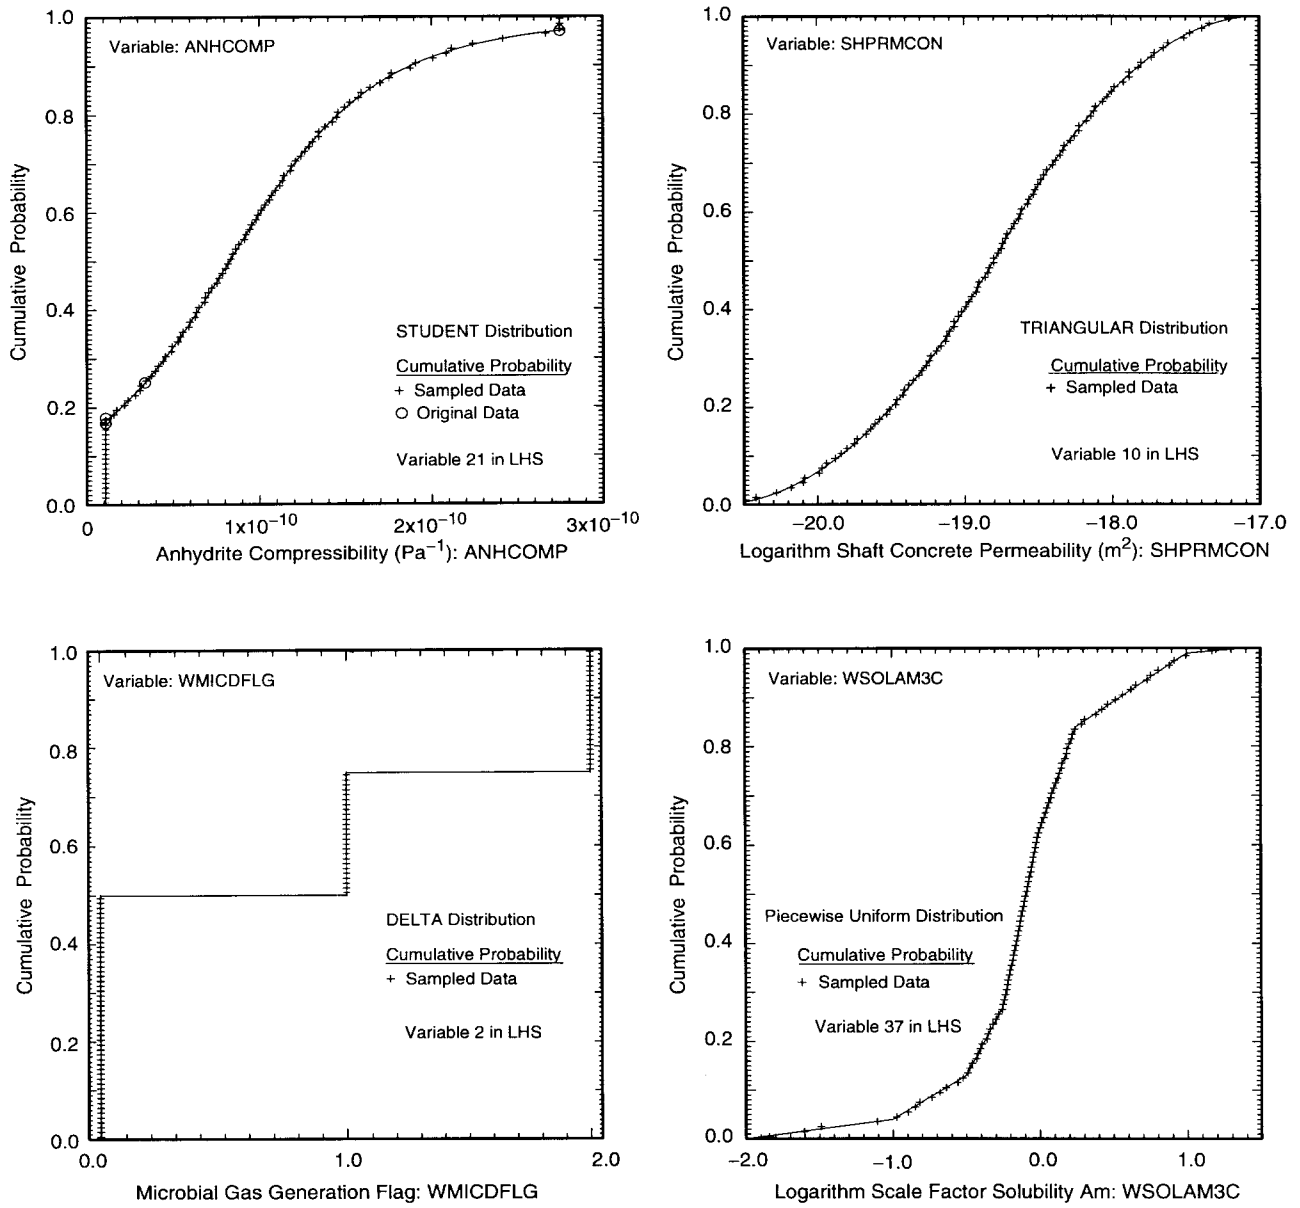 Variable: ANHCOMP
1.0
0.8
0.6
0.4
0.2
0.0
Cumulative Probability
STUDENT Distribution
Cumulative Probability
+ Sampled Data
○ Original Data
Variable 21 in LHS
0 1x10⁻¹⁰ 2x10⁻¹⁰ 3x10⁻¹⁰
Anhydrite Compressibility (Pa⁻¹): ANHCOMP
Variable: SHPRMCON
1.0
0.8
0.6
0.4
0.2
0.0
Cumulative Probability
TRIANGULAR Distribution
Cumulative Probability
+ Sampled Data
Variable 10 in LHS
−20.0 −19.0 −18.0 −17.0
Logarithm Shaft Concrete Permeability (m²): SHPRMCON
Variable: WMICDFLG
1.0
0.8
0.6
0.4
0.2
0.0
Cumulative Probability
DELTA Distribution
Cumulative Probability
+ Sampled Data
Variable 2 in LHS
0.0 1.0 2.0
Microbial Gas Generation Flag: WMICDFLG
Variable: WSOLAM3C
1.0
0.8
0.6
0.4
0.2
0.0
Cumulative Probability
Piecewise Uniform Distribution
Cumulative Probability
+ Sampled Data
Variable 37 in LHS
−2.0 −1.0 0.0 1.0
Logarithm Scale Factor Solubility Am: WSOLAM3C